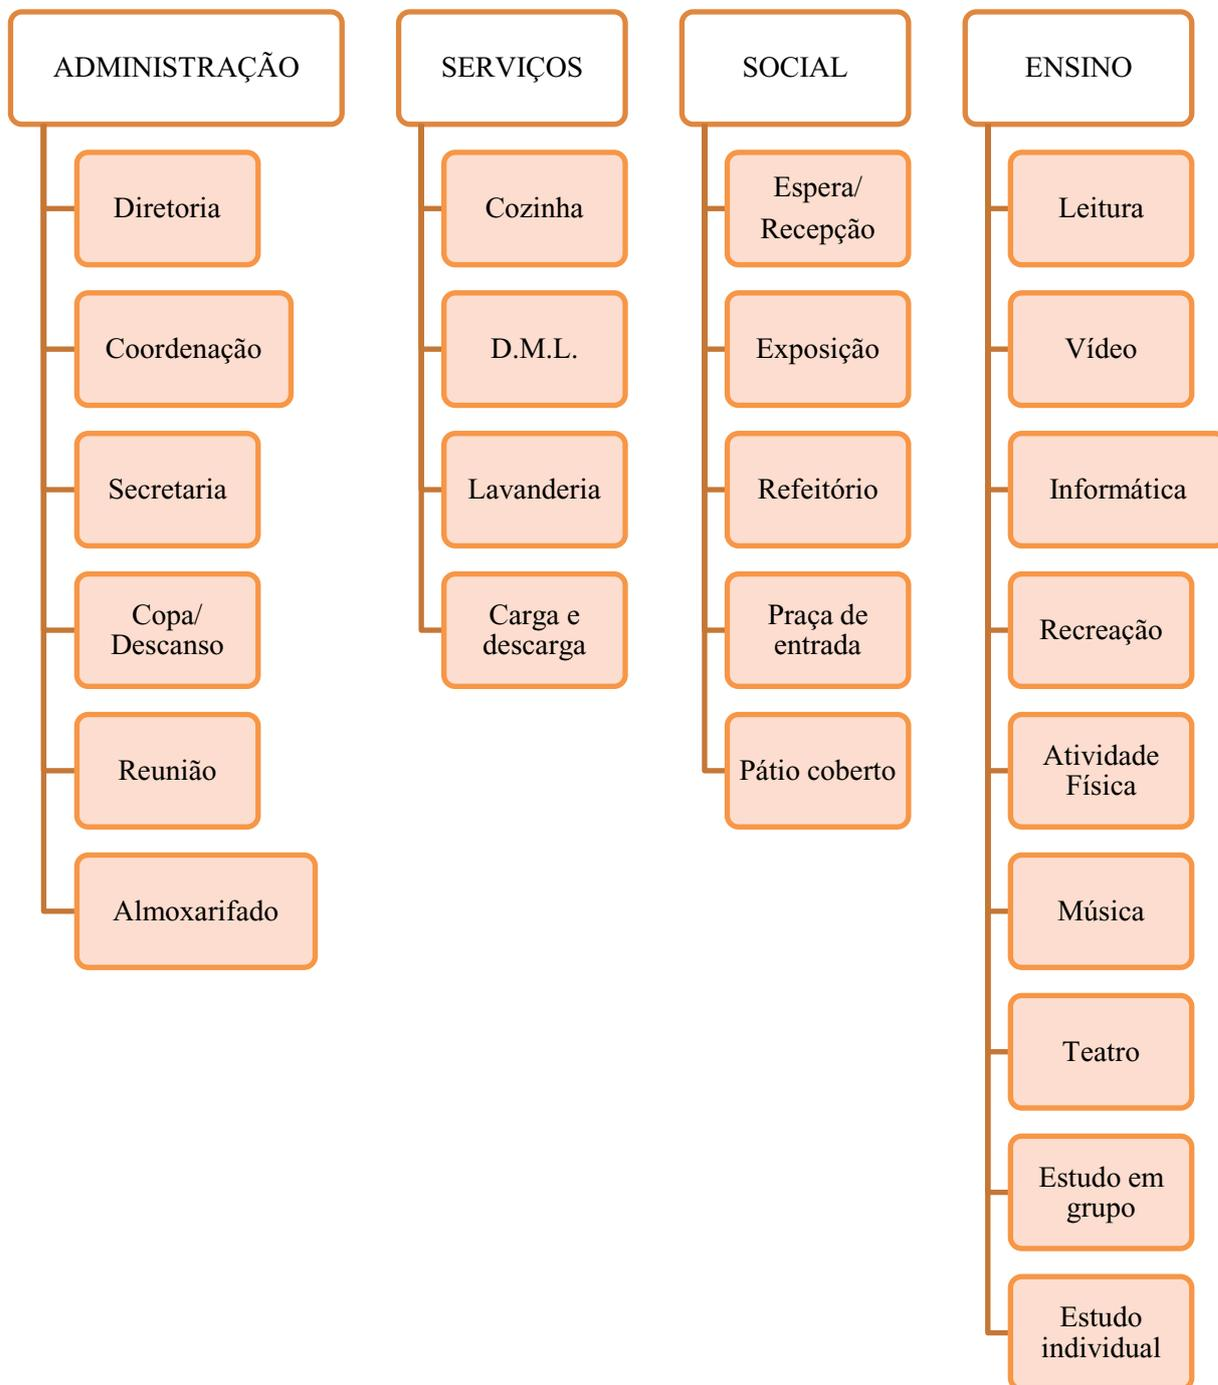 ADMINISTRAÇÃO
Diretoria
Coordenação
Secretaria
Copa/
Descanso
Reunião
Almoxarifado
SERVIÇOS
Cozinha
D.M.L.
Lavanderia
Carga e
descarga
SOCIAL
Espera/
Recepção
Exposição
Refeitório
Praça de
entrada
Pátio coberto
ENSINO
Leitura
Vídeo
Informática
Recreação
Atividade
Física
Música
Teatro
Estudo em
grupo
Estudo
individual